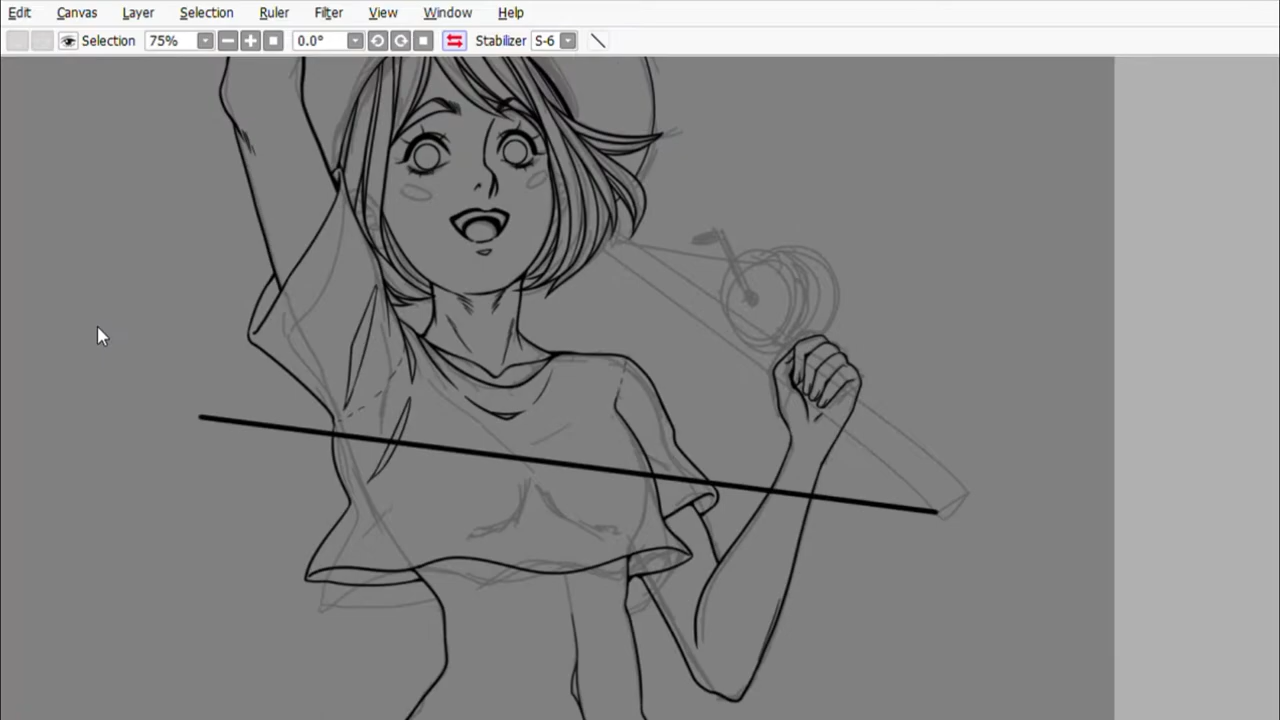 Edit Canvas Layer Selection Ruler Filter View Window Help
Selection 75% 0.0° Stabilizer S-6